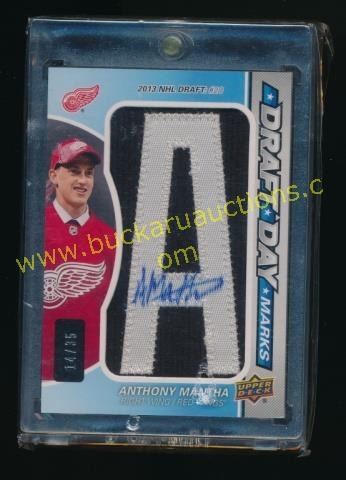 2013 NHL DRAFT #20
DRAFT DAY
MARKS
A
www.buckaruauctions.c
om
14/35
ANTHONY MANTHA
RIGHT WING / RED WINGS
UPPER
DECK